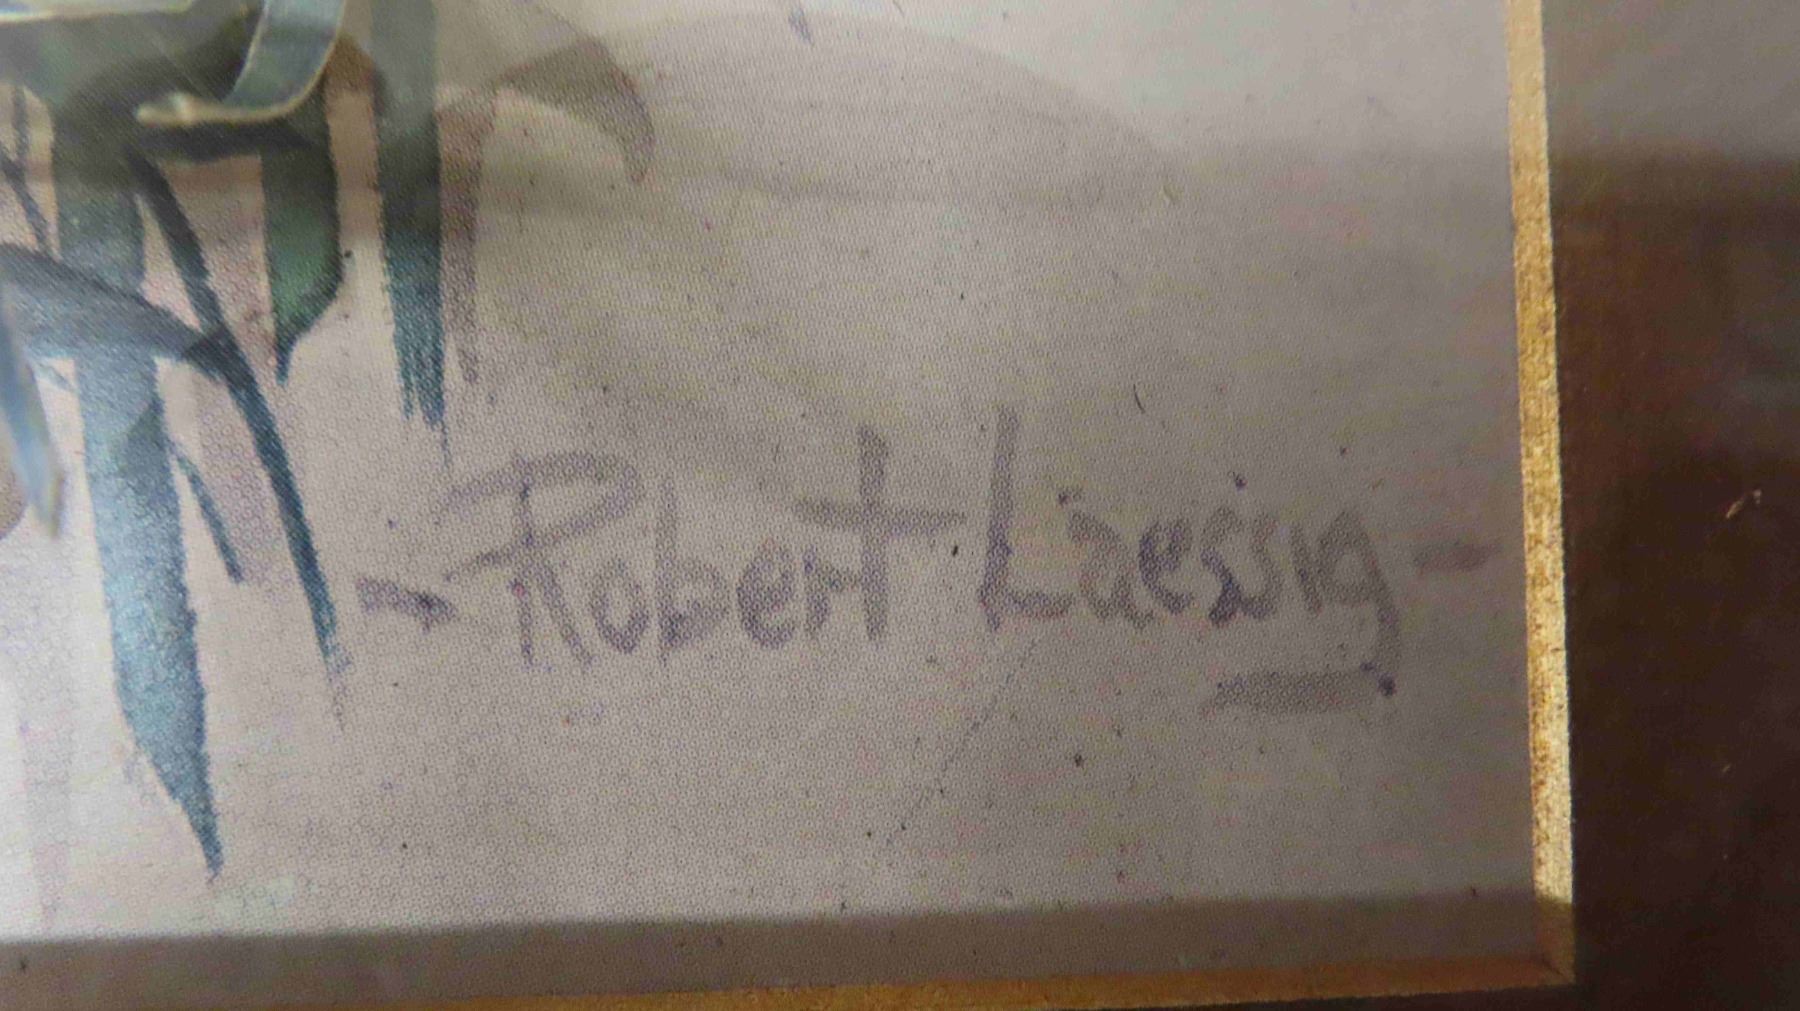 - Robert Laessig -